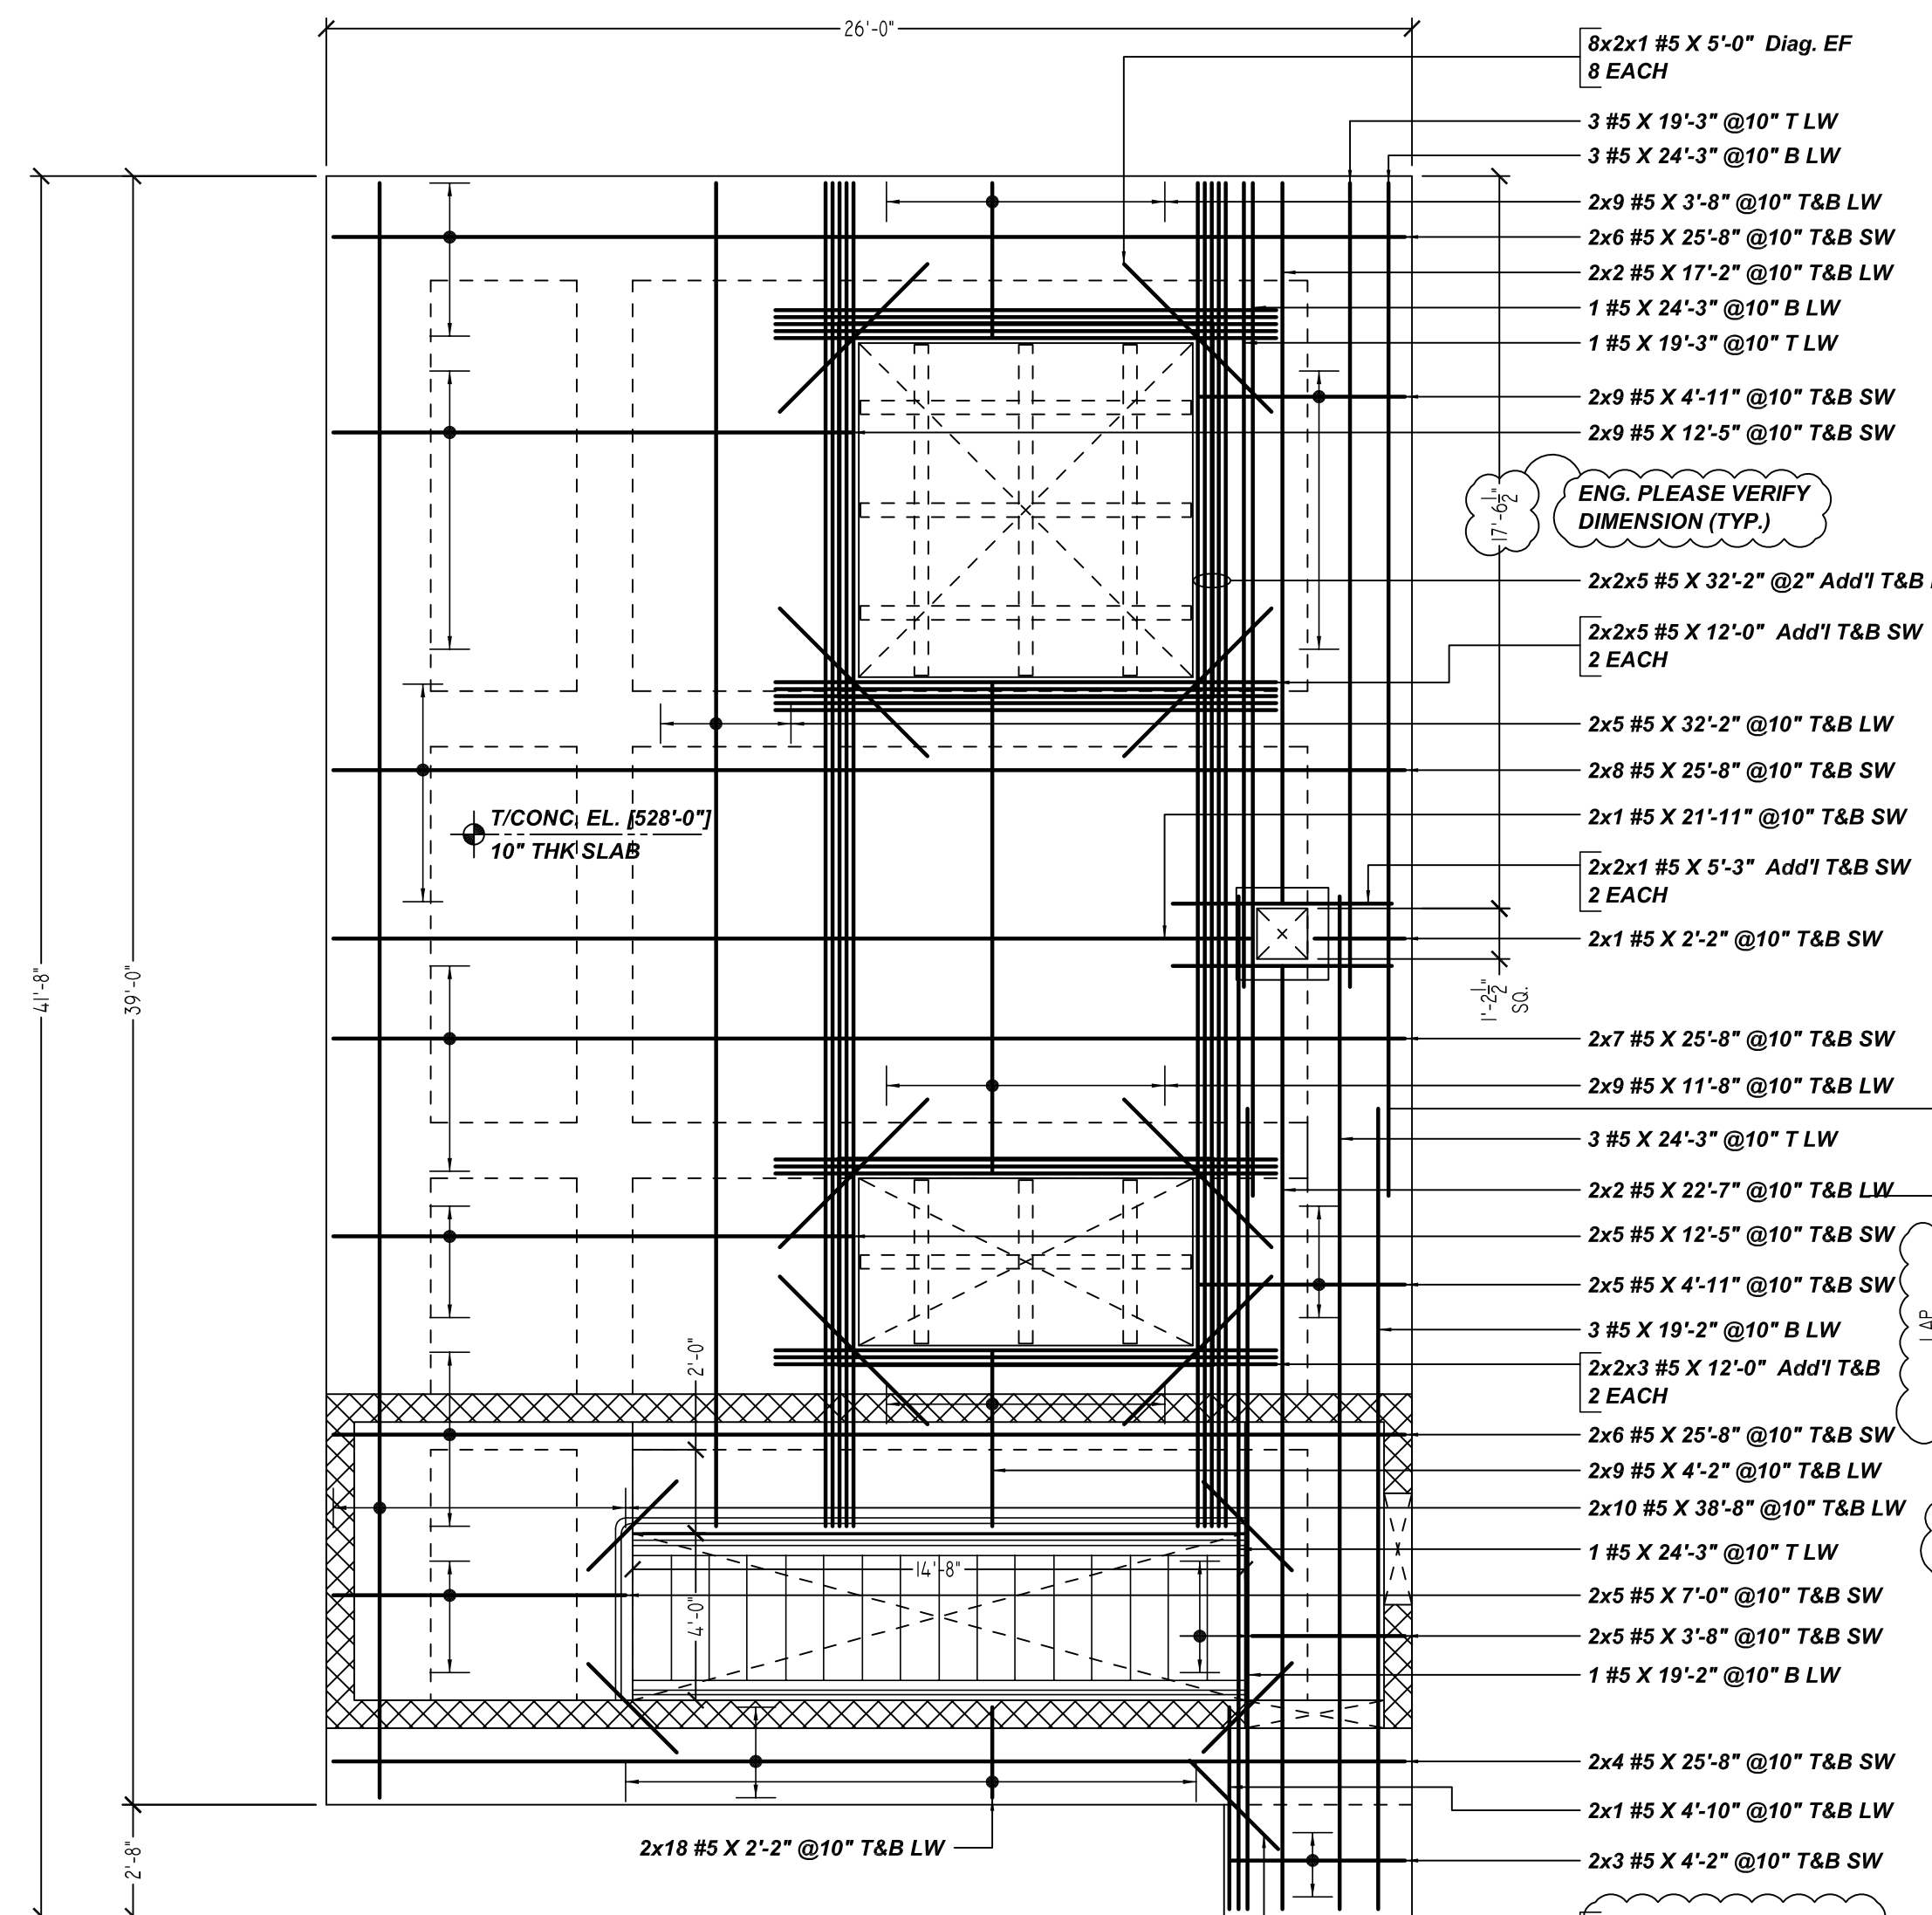 26'-0"
8x2x1 #5 X 5'-0" Diag. EF
8 EACH
3 #5 X 19'-3" @10" T LW
3 #5 X 24'-3" @10" B LW
2x9 #5 X 3'-8" @10" T&B LW
2x6 #5 X 25'-8" @10" T&B SW
2x2 #5 X 17'-2" @10" T&B LW
1 #5 X 24'-3" @10" B LW
1 #5 X 19'-3" @10" T LW
2x9 #5 X 4'-11" @10" T&B SW
2x9 #5 X 12'-5" @10" T&B SW
17'-6 1/2"
ENG. PLEASE VERIFY
DIMENSION (TYP.)
2x2x5 #5 X 32'-2" @2" Add'l T&B
2x2x5 #5 X 12'-0" Add'l T&B SW
2 EACH
2x5 #5 X 32'-2" @10" T&B LW
2x8 #5 X 25'-8" @10" T&B SW
T/CONC. EL. [528'-0"]
10" THK SLAB
2x1 #5 X 21'-11" @10" T&B SW
2x2x1 #5 X 5'-3" Add'l T&B SW
2 EACH
2x1 #5 X 2'-2" @10" T&B SW
41'-8"
39'-0"
1'-2 1/2"
SQ.
2x7 #5 X 25'-8" @10" T&B SW
2x9 #5 X 11'-8" @10" T&B LW
3 #5 X 24'-3" @10" T LW
2x2 #5 X 22'-7" @10" T&B LW
2x5 #5 X 12'-5" @10" T&B SW
2x5 #5 X 4'-11" @10" T&B SW
LAP
3 #5 X 19'-2" @10" B LW
2'-0"
2x2x3 #5 X 12'-0" Add'l T&B
2 EACH
2x6 #5 X 25'-8" @10" T&B SW
2x9 #5 X 4'-2" @10" T&B LW
2x10 #5 X 38'-8" @10" T&B LW
1 #5 X 24'-3" @10" T LW
14'-8"
4'-0"
2x5 #5 X 7'-0" @10" T&B SW
2x5 #5 X 3'-8" @10" T&B SW
1 #5 X 19'-2" @10" B LW
2x4 #5 X 25'-8" @10" T&B SW
2x1 #5 X 4'-10" @10" T&B LW
2x18 #5 X 2'-2" @10" T&B LW
2'-8"
2x3 #5 X 4'-2" @10" T&B SW